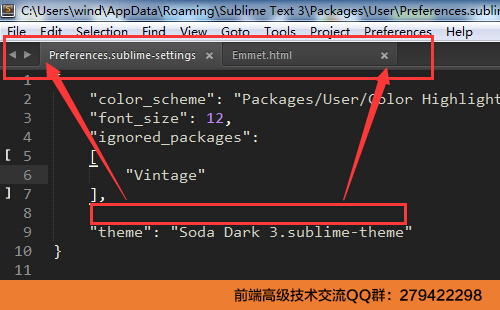 C:\Users\wind\AppData\Roaming\Sublime Text 3\Packages\User\Preferences.sublim
File Edit Selection Find View Goto Tools Project Preferences Help
Preferences.sublime-settings × Emmet.html ×
1 {
2 "color_scheme": "Packages/User/Color Highlight
3 "font_size": 12,
4 "ignored_packages":
5 [
6 "Vintage"
7 ],
8
9 "theme": "Soda Dark 3.sublime-theme"
10 }
前端高级技术交流QQ群：279422298